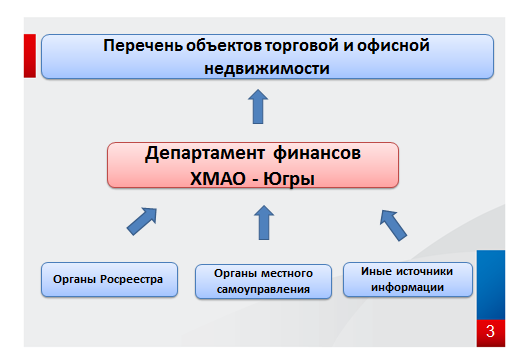 Перечень объектов торговой и офисной
недвижимости
Департамент финансов
ХМАО - Югры
Органы Росреестра
Органы местного
самоуправления
Иные источники
информации
3